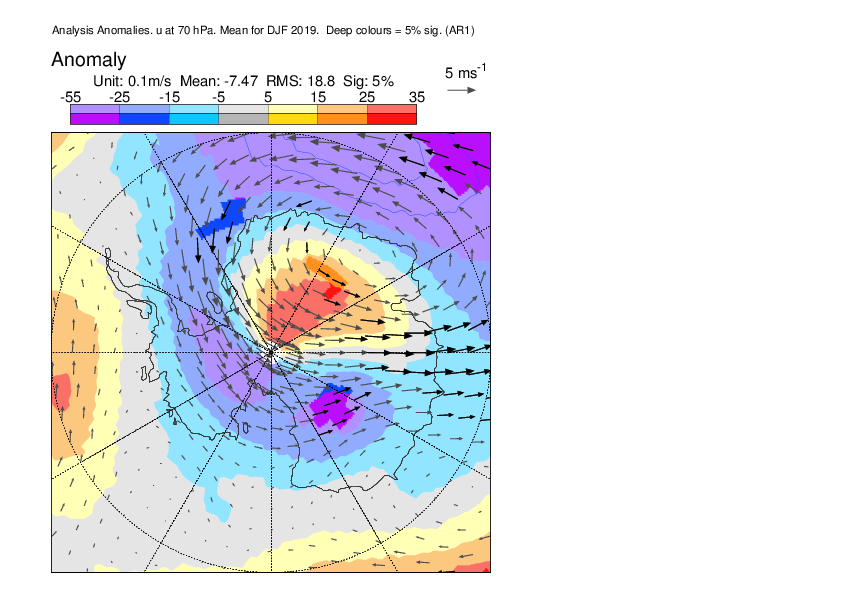 Analysis Anomalies. u at 70 hPa. Mean for DJF 2019.  Deep colours = 5% sig. (AR1)
Anomaly
Unit: 0.1m/s  Mean: -7.47  RMS: 18.8  Sig: 5%
5 ms-1
-55 -25 -15 -5 5 15 25 35